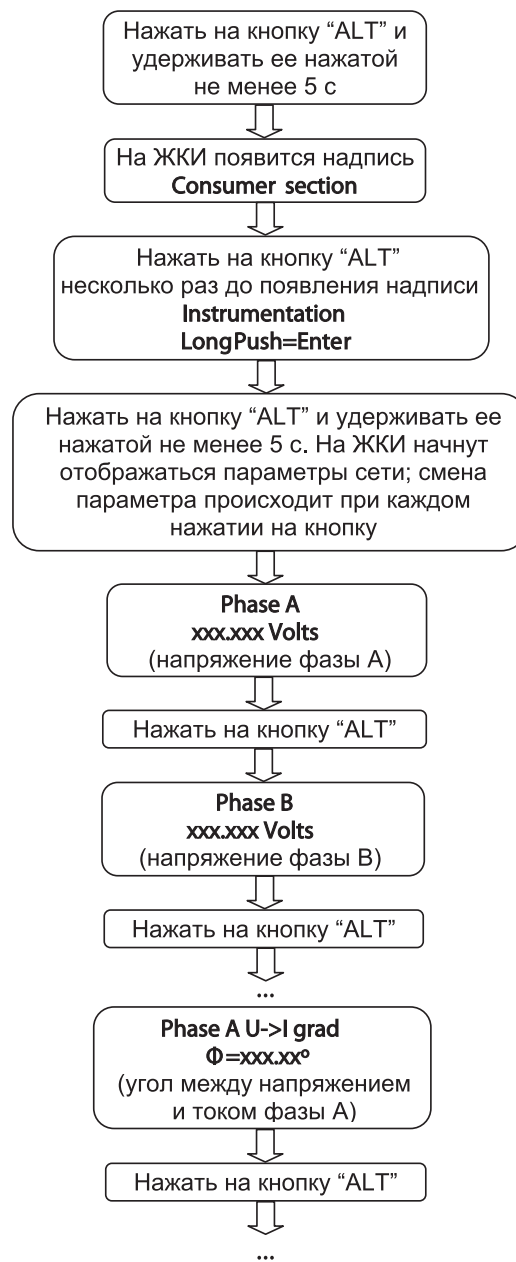 Нажать на кнопку “ALT” и
удерживать ее нажатой
не менее 5 с
На ЖКИ появится надпись
Consumer section
Нажать на кнопку “ALT”
несколько раз до появления надписи
Instrumentation
LongPush=Enter
Нажать на кнопку “ALT” и удерживать ее
нажатой не менее 5 с. На ЖКИ начнут
отображаться параметры сети; смена
параметра происходит при каждом
нажатии на кнопку
Phase A
xxx.xxx Volts
(напряжение фазы А)
Нажать на кнопку “ALT”
Phase B
xxx.xxx Volts
(напряжение фазы В)
Нажать на кнопку “ALT”
...
Phase A U->I grad
Φ=xxx.xxº
(угол между напряжением
и током фазы А)
Нажать на кнопку “ALT”
...